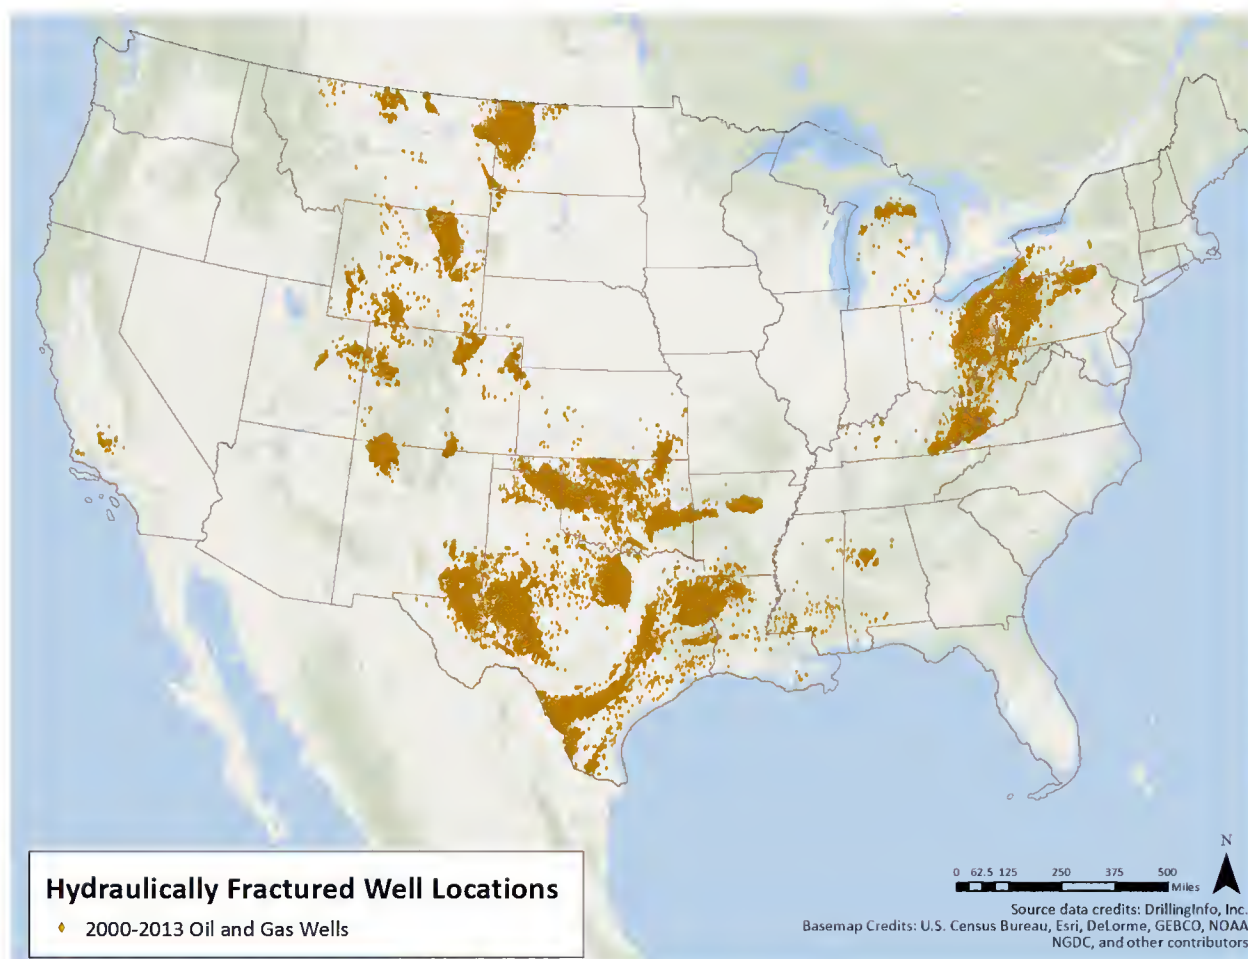 Hydraulically Fractured Well Locations
2000-2013 Oil and Gas Wells
N
0 62.5 125 250 375 500
Miles
Source data credits: DrillingInfo, Inc.
Basemap Credits: U.S. Census Bureau, Esri, DeLorme, GEBCO, NOAA
NGDC, and other contributors